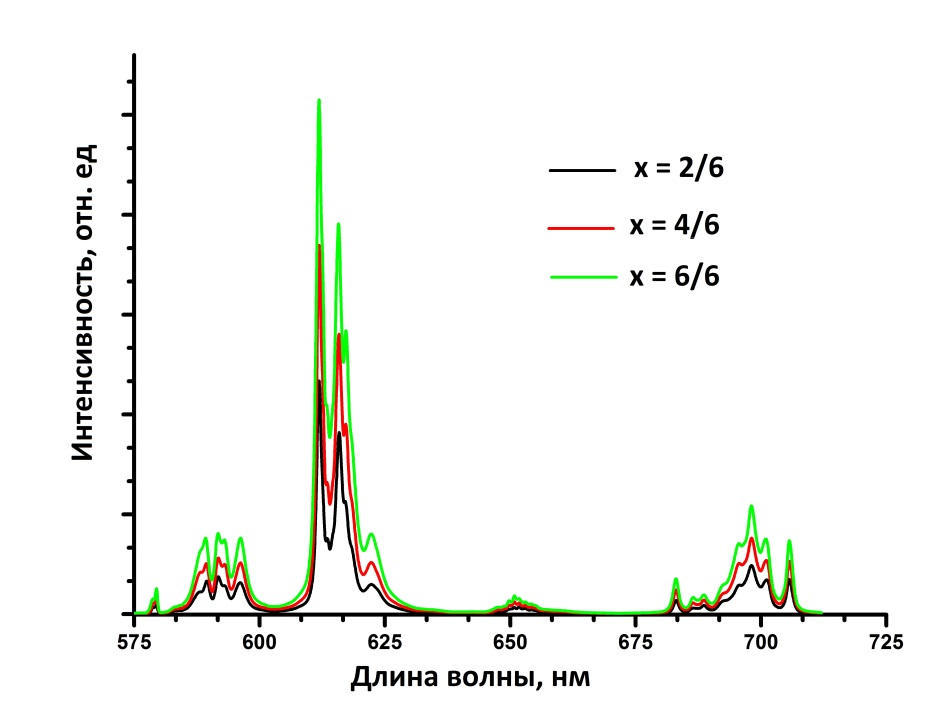 Интенсивность, отн. ед
x = 2/6
x = 4/6
x = 6/6
575 600 625 650 675 700 725
Длина волны, нм